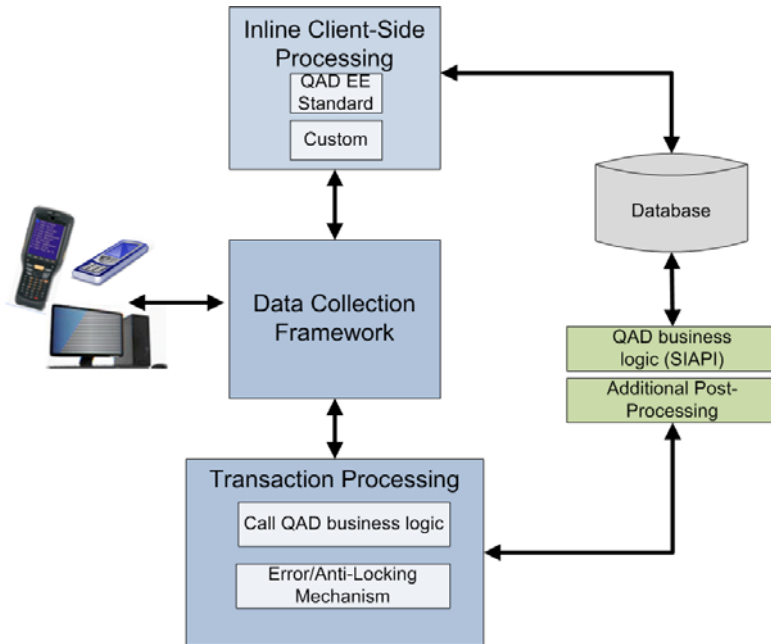 Inline Client-Side
Processing
QAD EE
Standard
Custom
Database
Data Collection
Framework
QAD business
logic (SIAPI)
Additional Post-
Processing
Transaction Processing
Call QAD business logic
Error/Anti-Locking
Mechanism